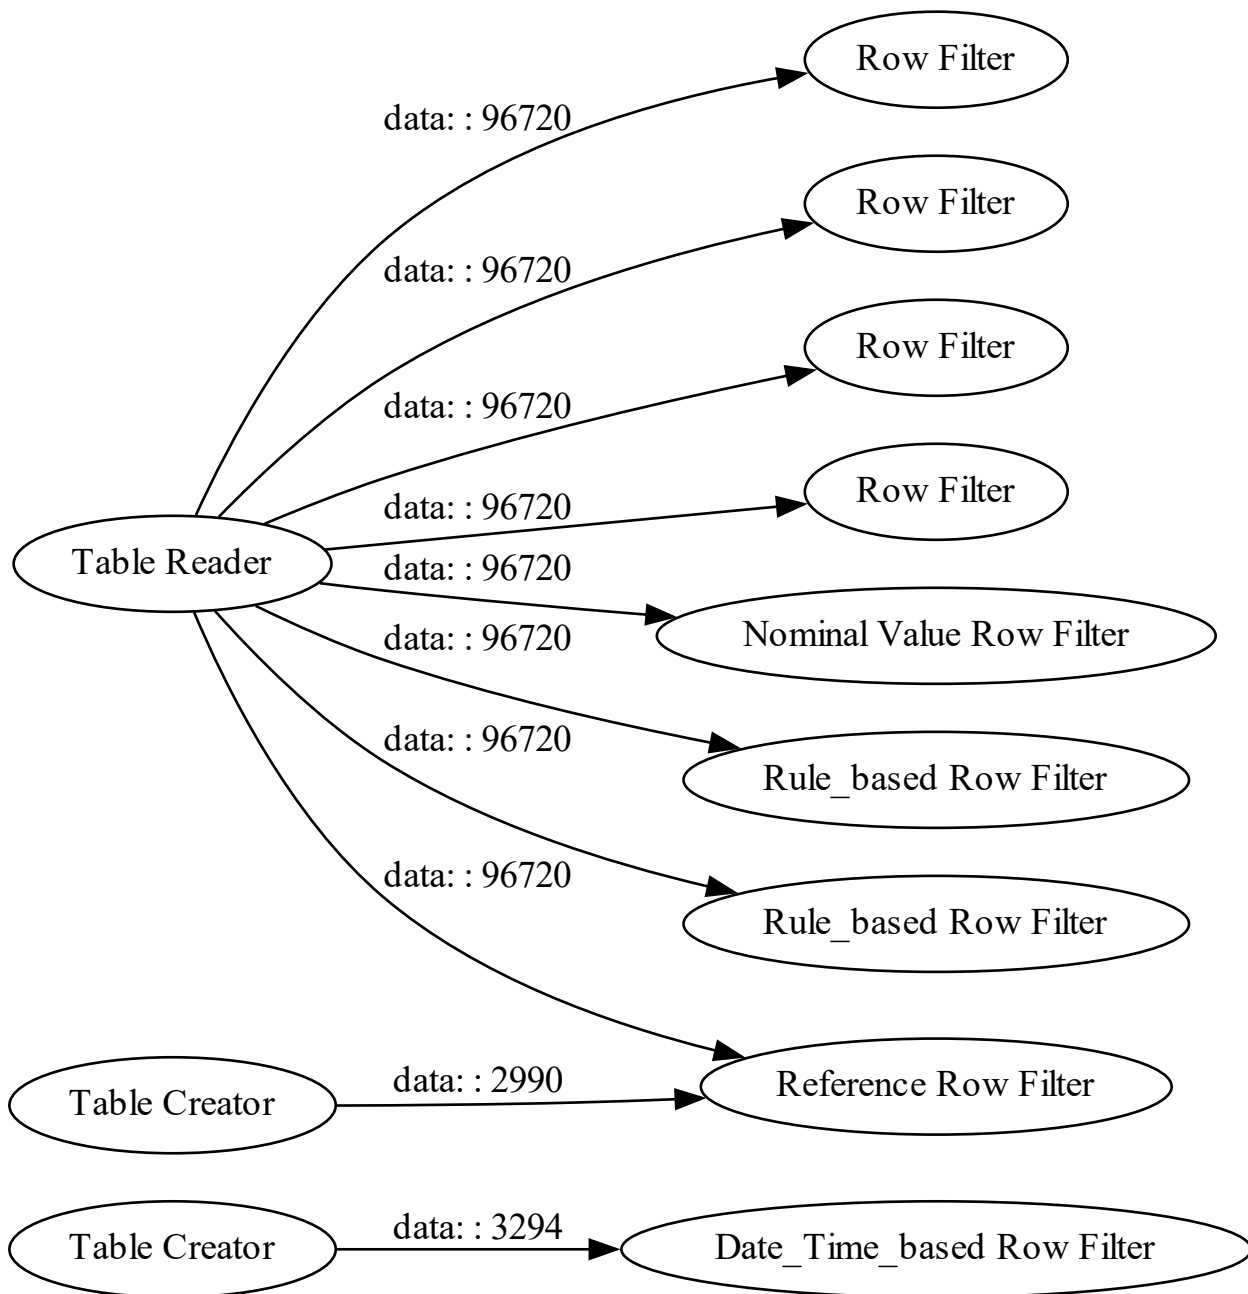 Row Filter
data: : 96720
Row Filter
data: : 96720
Row Filter
data: : 96720
Row Filter
data: : 96720
Table Reader
data: : 96720
Nominal Value Row Filter
data: : 96720
data: : 96720
Rule_based Row Filter
data: : 96720
Rule_based Row Filter
data: : 2990
Reference Row Filter
Table Creator
data: : 3294
Table Creator
Date_Time_based Row Filter